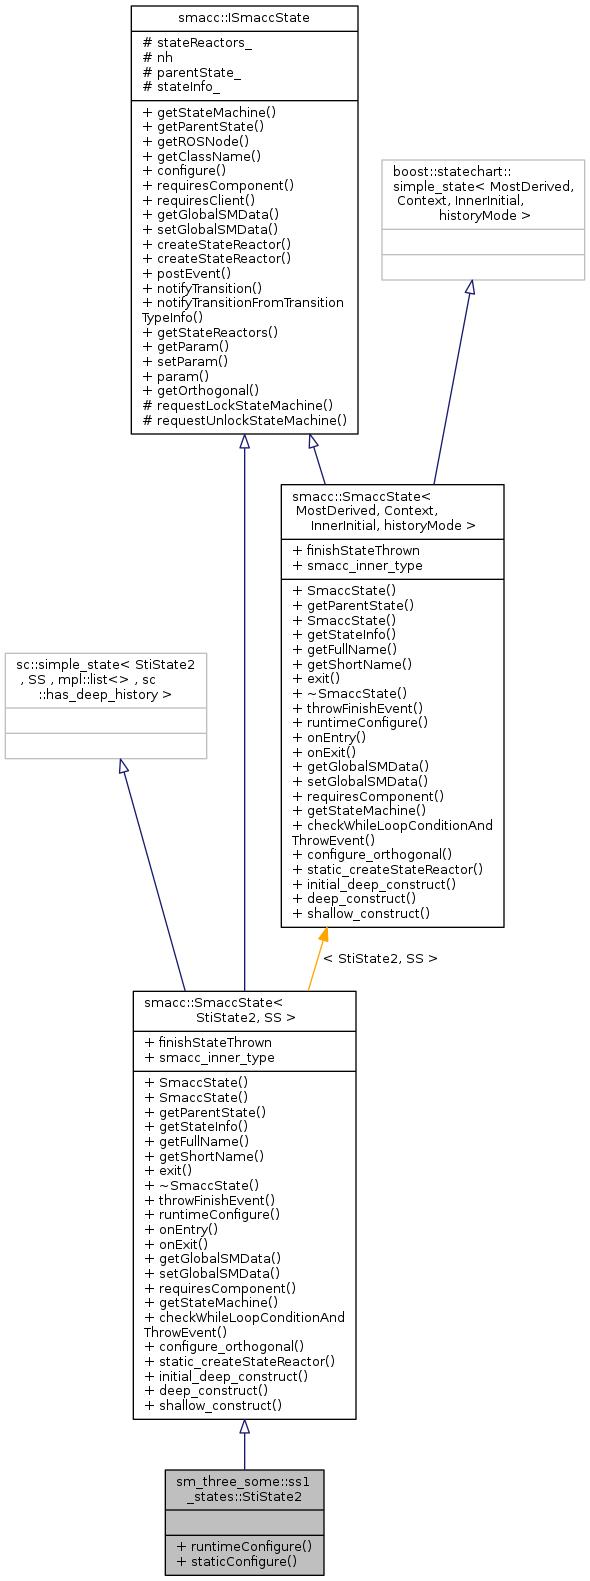 smacc::ISmaccState
# stateReactors_
# nh
# parentState_
# stateInfo_
+ getStateMachine()
+ getParentState()
+ getROSNode()
+ getClassName()
+ configure()
+ requiresComponent()
+ requiresClient()
+ getGlobalSMData()
+ setGlobalSMData()
+ createStateReactor()
+ createStateReactor()
+ postEvent()
+ notifyTransition()
+ notifyTransitionFromTransition
TypeInfo()
+ getStateReactors()
+ getParam()
+ setParam()
+ param()
+ getOrthogonal()
# requestLockStateMachine()
# requestUnlockStateMachine()
boost::statechart::
simple_state< MostDerived,
Context, InnerInitial,
historyMode >
smacc::SmaccState<
MostDerived, Context,
InnerInitial, historyMode >
+ finishStateThrown
+ smacc_inner_type
+ SmaccState()
+ getParentState()
+ SmaccState()
+ getStateInfo()
+ getFullName()
+ getShortName()
+ exit()
+ ~SmaccState()
+ throwFinishEvent()
+ runtimeConfigure()
+ onEntry()
+ onExit()
+ getGlobalSMData()
+ setGlobalSMData()
+ requiresComponent()
+ getStateMachine()
+ checkWhileLoopConditionAnd
ThrowEvent()
+ configure_orthogonal()
+ static_createStateReactor()
+ initial_deep_construct()
+ deep_construct()
+ shallow_construct()
sc::simple_state< StiState2
, SS , mpl::list<> , sc
::has_deep_history >
< StiState2, SS >
smacc::SmaccState<
StiState2, SS >
+ finishStateThrown
+ smacc_inner_type
+ SmaccState()
+ SmaccState()
+ getParentState()
+ getStateInfo()
+ getFullName()
+ getShortName()
+ exit()
+ ~SmaccState()
+ throwFinishEvent()
+ runtimeConfigure()
+ onEntry()
+ onExit()
+ getGlobalSMData()
+ setGlobalSMData()
+ requiresComponent()
+ getStateMachine()
+ checkWhileLoopConditionAnd
ThrowEvent()
+ configure_orthogonal()
+ static_createStateReactor()
+ initial_deep_construct()
+ deep_construct()
+ shallow_construct()
sm_three_some::ss1
_states::StiState2
+ runtimeConfigure()
+ staticConfigure()